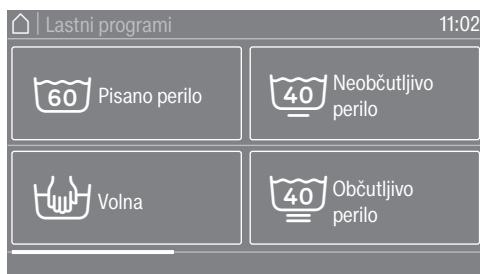 Lastni programi
11:02
60 Pisano perilo
40 Neobčutljivo
perilo
Volna
40 Občutljivo
perilo